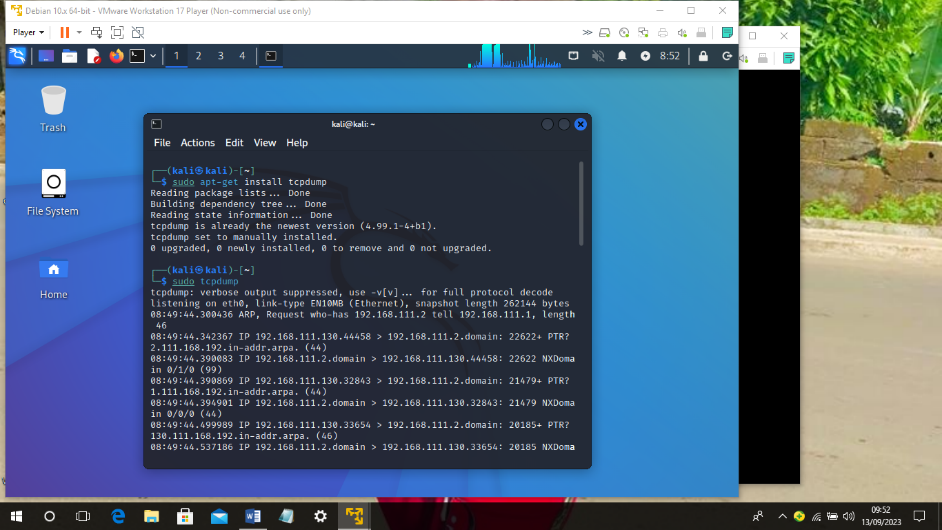 Debian 10.x 64-bit - VMware Workstation 17 Player (Non-commercial use only)
Player
1 2 3 4
8:52
Trash
File System
Home
kali@kali: ~
File Actions Edit View Help
┌──(kali㉿kali)-[~]
└─$ sudo apt-get install tcpdump
Reading package lists... Done
Building dependency tree... Done
Reading state information... Done
tcpdump is already the newest version (4.99.1-4+b1).
tcpdump set to manually installed.
0 upgraded, 0 newly installed, 0 to remove and 0 not upgraded.
┌──(kali㉿kali)-[~]
└─$ sudo tcpdump
tcpdump: verbose output suppressed, use -v[v]... for full protocol decode
listening on eth0, link-type EN10MB (Ethernet), snapshot length 262144 bytes
08:49:44.300436 ARP, Request who-has 192.168.111.2 tell 192.168.111.1, length
46
08:49:44.342367 IP 192.168.111.130.44458 > 192.168.111.2.domain: 22622+ PTR?
2.111.168.192.in-addr.arpa. (44)
08:49:44.390083 IP 192.168.111.2.domain > 192.168.111.130.44458: 22622 NXDoma
in 0/1/0 (99)
08:49:44.390869 IP 192.168.111.130.32843 > 192.168.111.2.domain: 21479+ PTR?
1.111.168.192.in-addr.arpa. (44)
08:49:44.394901 IP 192.168.111.2.domain > 192.168.111.130.32843: 21479 NXDoma
in 0/0/0 (44)
08:49:44.499989 IP 192.168.111.130.33654 > 192.168.111.2.domain: 20185+ PTR?
130.111.168.192.in-addr.arpa. (46)
08:49:44.537186 IP 192.168.111.2.domain > 192.168.111.130.33654: 20185 NXDoma
09:52
13/09/2023